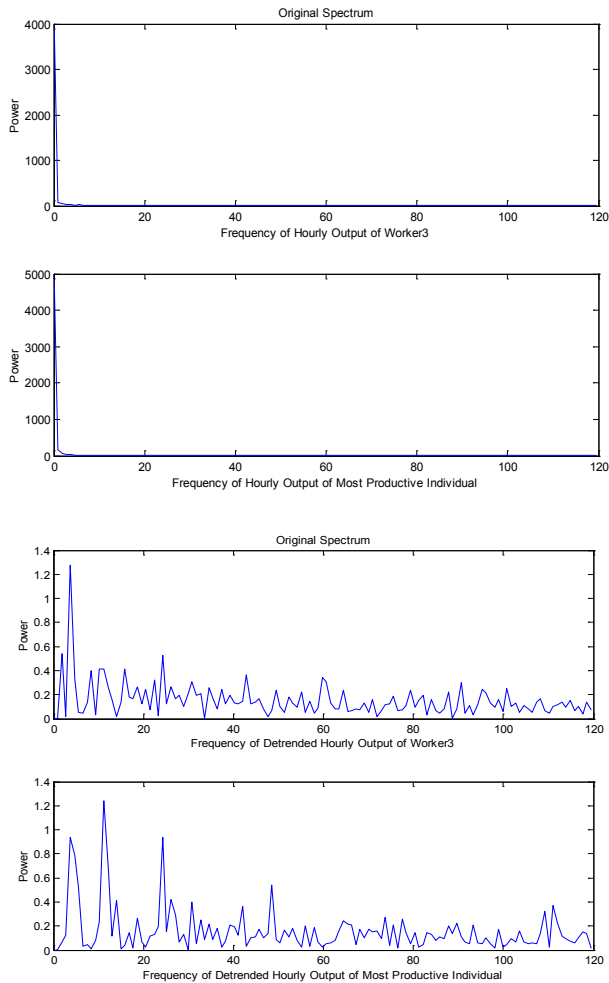 Original Spectrum
4000
3000
2000
1000
0
Power
0 20 40 60 80 100 120
Frequency of Hourly Output of Worker3
5000
4000
3000
2000
1000
0
Power
0 20 40 60 80 100 120
Frequency of Hourly Output of Most Productive Individual
Original Spectrum
1.4
1.2
1
0.8
0.6
0.4
0.2
0
Power
0 20 40 60 80 100 120
Frequency of Detrended Hourly Output of Worker3
1.4
1.2
1
0.8
0.6
0.4
0.2
0
Power
0 20 40 60 80 100 120
Frequency of Detrended Hourly Output of Most Productive Individual